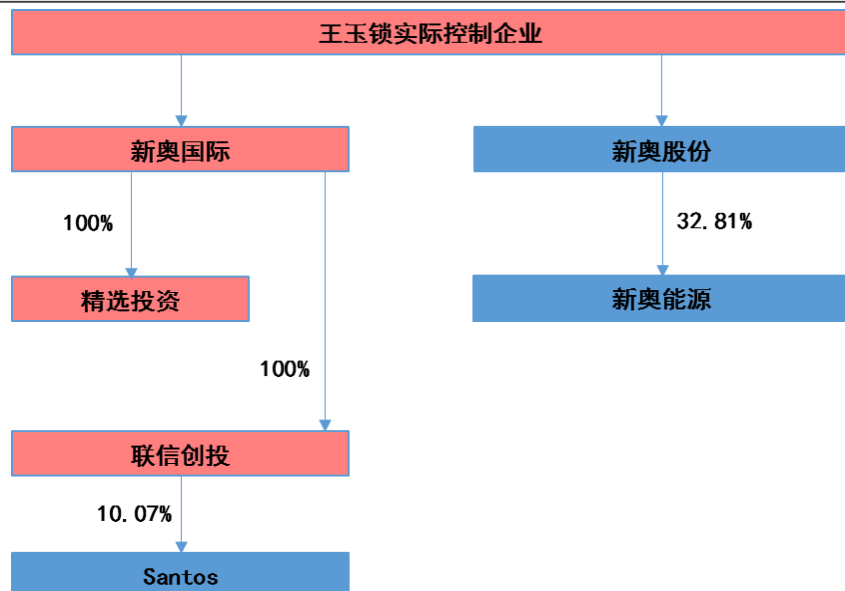 王玉锁实际控制企业
新奥国际
新奥股份
100%
32.81%
精选投资
新奥能源
100%
联信创投
10.07%
Santos